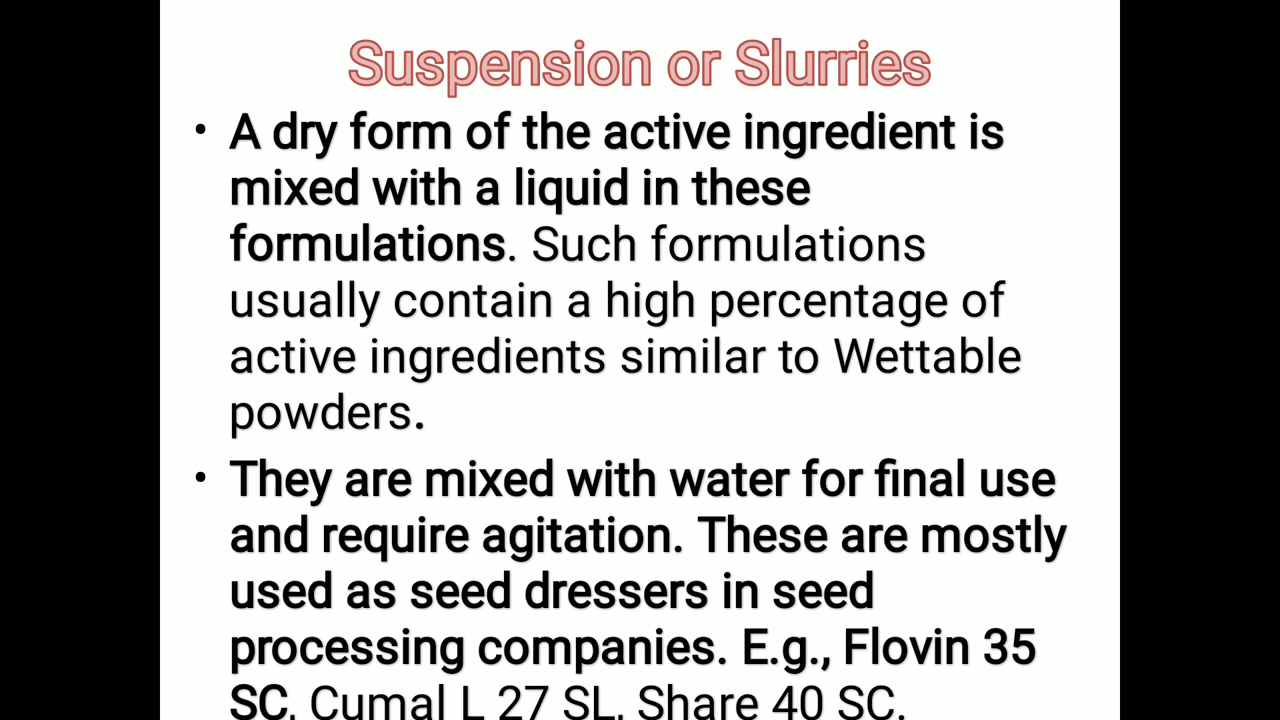 Suspension or Slurries
• A dry form of the active ingredient is
mixed with a liquid in these
formulations. Such formulations
usually contain a high percentage of
active ingredients similar to Wettable
powders.
• They are mixed with water for final use
and require agitation. These are mostly
used as seed dressers in seed
processing companies. E.g., Flovin 35
SC, Cumal L 27 SL, Share 40 SC.